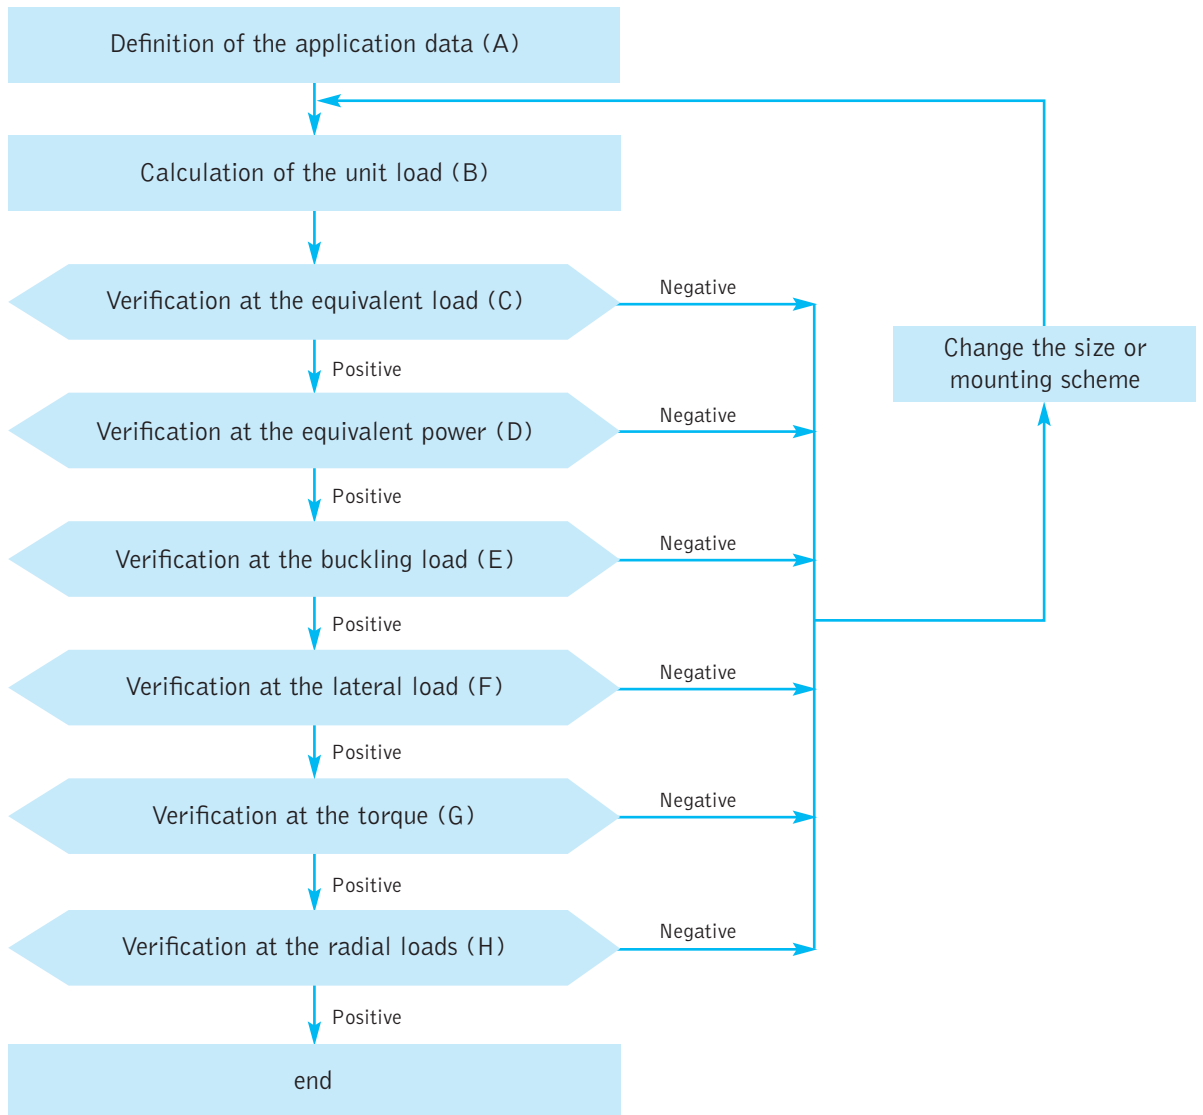 Definition of the application data (A)
Calculation of the unit load (B)
Verification at the equivalent load (C)
Negative
Positive
Change the size or
mounting scheme
Verification at the equivalent power (D)
Negative
Positive
Verification at the buckling load (E)
Negative
Positive
Verification at the lateral load (F)
Negative
Positive
Verification at the torque (G)
Negative
Positive
Verification at the radial loads (H)
Negative
Positive
end